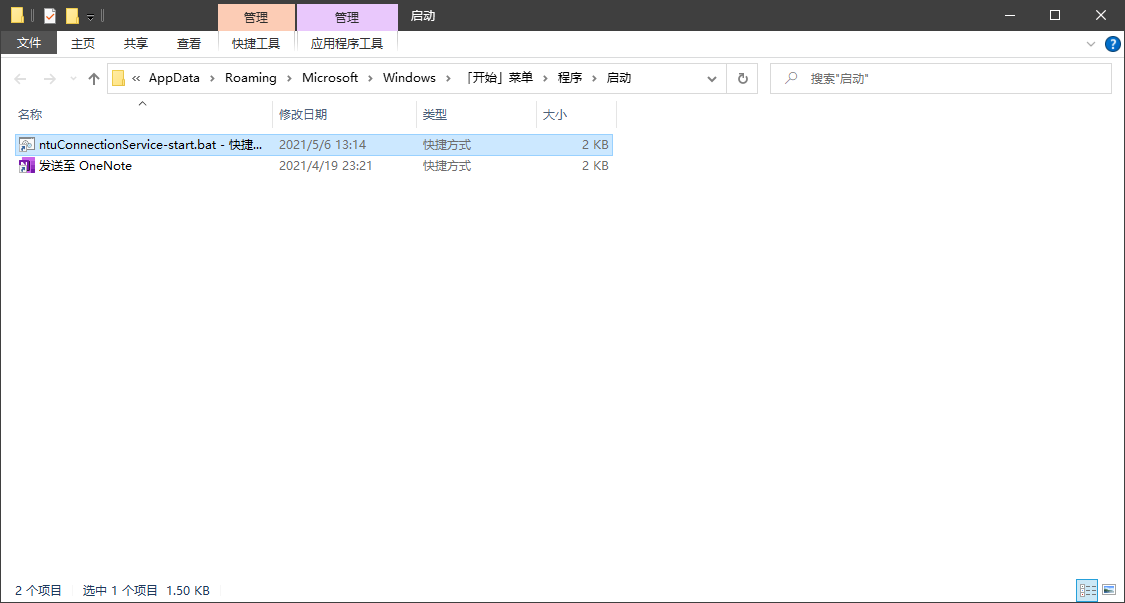 管理 管理 启动
文件 主页 共享 查看 快捷工具 应用程序工具
« AppData › Roaming › Microsoft › Windows › 「开始」菜单 › 程序 › 启动 搜索"启动"
名称 修改日期 类型 大小
ntuConnectionService-start.bat - 快捷... 2021/5/6 13:14 快捷方式 2 KB
发送至 OneNote 2021/4/19 23:21 快捷方式 2 KB
2 个项目 选中 1 个项目 1.50 KB